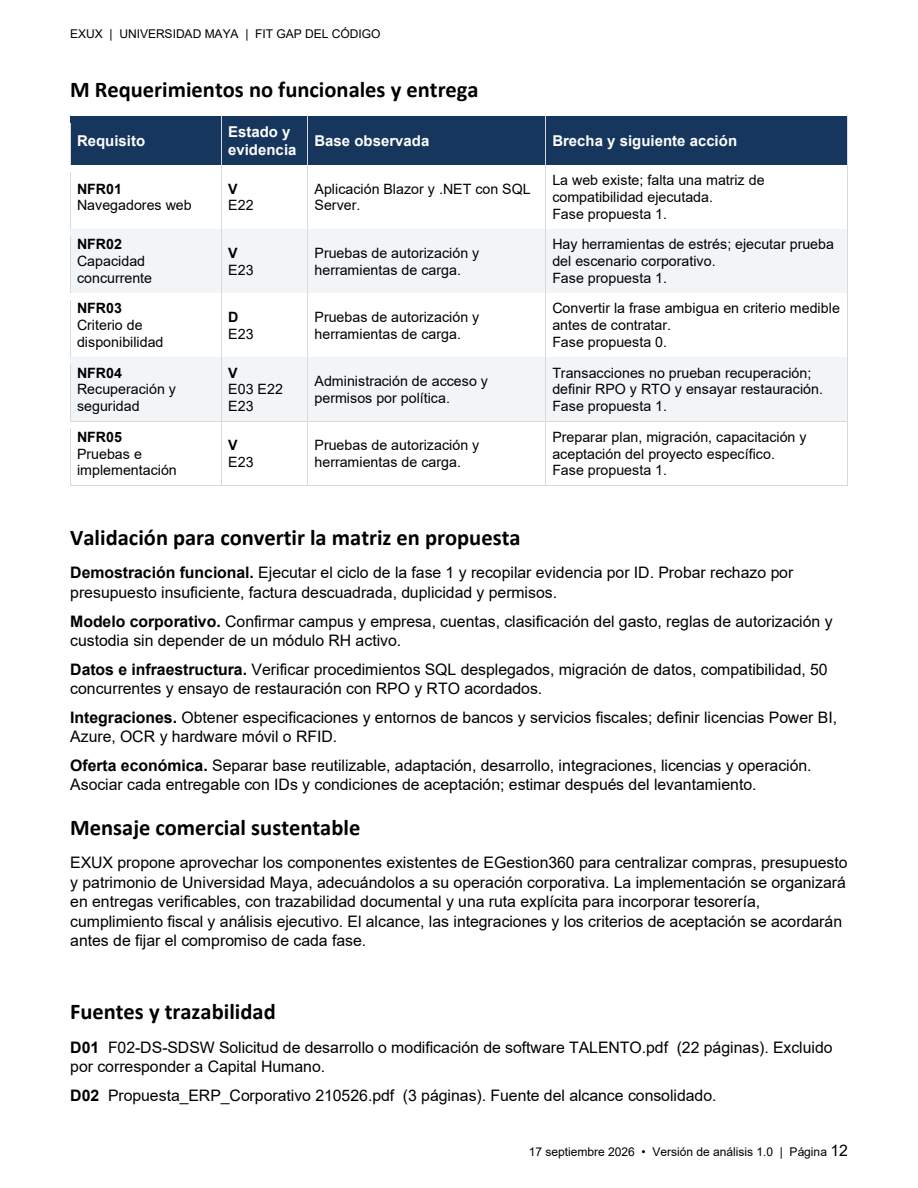 EXUX | UNIVERSIDAD MAYA | FIT GAP DEL CÓDIGO
M Requerimientos no funcionales y entrega
Requisito
Estado y
evidencia
Base observada
Brecha y siguiente acción
NFR01
Navegadores web
V
E22
Aplicación Blazor y .NET con SQL
Server.
La web existe; falta una matriz de
compatibilidad ejecutada.
Fase propuesta 1.
NFR02
Capacidad
concurrente
V
E23
Pruebas de autorización y
herramientas de carga.
Hay herramientas de estrés; ejecutar prueba
del escenario corporativo.
Fase propuesta 1.
NFR03
Criterio de
disponibilidad
D
E23
Pruebas de autorización y
herramientas de carga.
Convertir la frase ambigua en criterio medible
antes de contratar.
Fase propuesta 0.
NFR04
Recuperación y
seguridad
V
E03 E22
E23
Administración de acceso y
permisos por política.
Transacciones no prueban recuperación;
definir RPO y RTO y ensayar restauración.
Fase propuesta 1.
NFR05
Pruebas e
implementación
V
E23
Pruebas de autorización y
herramientas de carga.
Preparar plan, migración, capacitación y
aceptación del proyecto específico.
Fase propuesta 1.
Validación para convertir la matriz en propuesta
Demostración funcional. Ejecutar el ciclo de la fase 1 y recopilar evidencia por ID. Probar rechazo por
presupuesto insuficiente, factura descuadrada, duplicidad y permisos.
Modelo corporativo. Confirmar campus y empresa, cuentas, clasificación del gasto, reglas de autorización y
custodia sin depender de un módulo RH activo.
Datos e infraestructura. Verificar procedimientos SQL desplegados, migración de datos, compatibilidad, 50
concurrentes y ensayo de restauración con RPO y RTO acordados.
Integraciones. Obtener especificaciones y entornos de bancos y servicios fiscales; definir licencias Power BI,
Azure, OCR y hardware móvil o RFID.
Oferta económica. Separar base reutilizable, adaptación, desarrollo, integraciones, licencias y operación.
Asociar cada entregable con IDs y condiciones de aceptación; estimar después del levantamiento.
Mensaje comercial sustentable
EXUX propone aprovechar los componentes existentes de EGestion360 para centralizar compras, presupuesto
y patrimonio de Universidad Maya, adecuándolos a su operación corporativa. La implementación se organizará
en entregas verificables, con trazabilidad documental y una ruta explícita para incorporar tesorería,
cumplimiento fiscal y análisis ejecutivo. El alcance, las integraciones y los criterios de aceptación se acordarán
antes de fijar el compromiso de cada fase.
Fuentes y trazabilidad
D01 F02-DS-SDSW Solicitud de desarrollo o modificación de software TALENTO.pdf (22 páginas). Excluido
por corresponder a Capital Humano.
D02 Propuesta_ERP_Corporativo 210526.pdf (3 páginas). Fuente del alcance consolidado.
17 septiembre 2026 • Versión de análisis 1.0 | Página 12